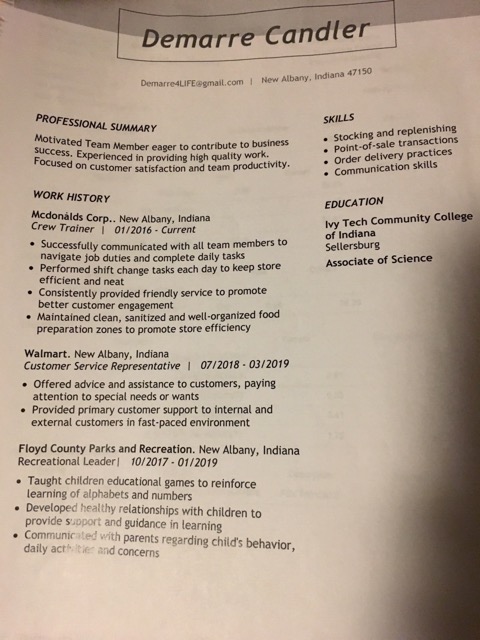 Demarre Candler
Demarre4LIFE@gmail.com | New Albany, Indiana 47150
PROFESSIONAL SUMMARY
Motivated Team Member eager to contribute to business
success. Experienced in providing high quality work.
Focused on customer satisfaction and team productivity.
WORK HISTORY
Mcdonalds Corp.. New Albany, Indiana
Crew Trainer | 01/2016 - Current
• Successfully communicated with all team members to
navigate job duties and complete daily tasks
• Performed shift change tasks each day to keep store
efficient and neat
• Consistently provided friendly service to promote
better customer engagement
• Maintained clean, sanitized and well-organized food
preparation zones to promote store efficiency
Walmart. New Albany, Indiana
Customer Service Representative | 07/2018 - 03/2019
• Offered advice and assistance to customers, paying
attention to special needs or wants
• Provided primary customer support to internal and
external customers in fast-paced environment
Floyd County Parks and Recreation. New Albany, Indiana
Recreational Leader| 10/2017 - 01/2019
• Taught children educational games to reinforce
learning of alphabets and numbers
• Developed healthy relationships with children to
provide support and guidance in learning
• Communicated with parents regarding child's behavior,
daily activities and concerns
SKILLS
• Stocking and replenishing
• Point-of-sale transactions
• Order delivery practices
• Communication skills
EDUCATION
Ivy Tech Community College
of Indiana
Sellersburg
Associate of Science